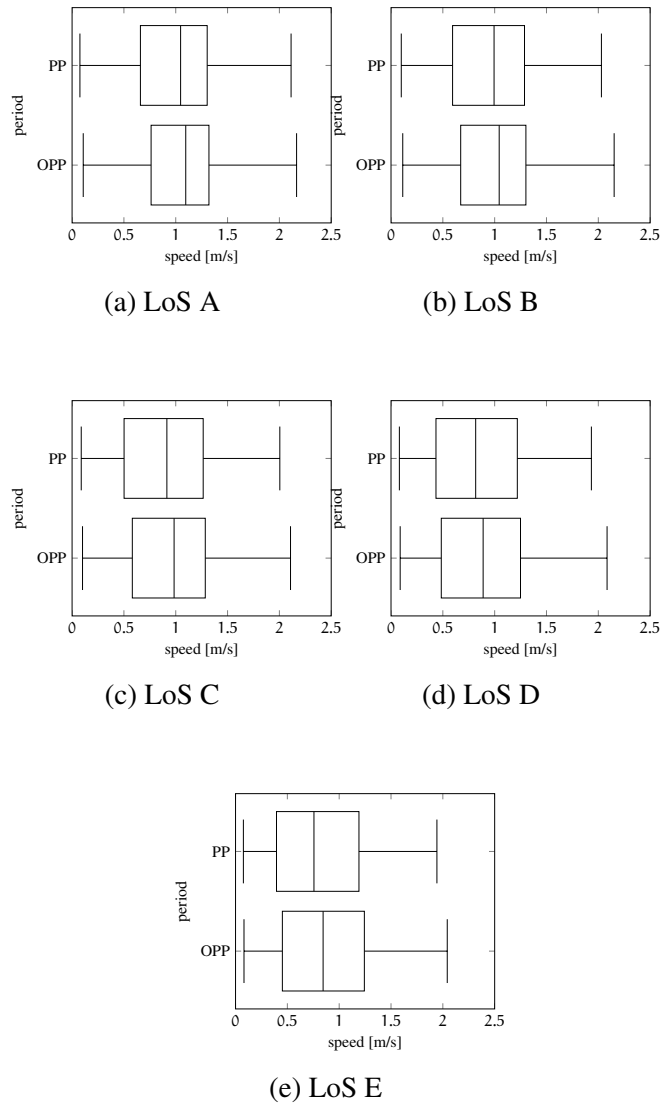 PP
OPP
period
0 0.5 1 1.5 2 2.5
speed [m/s]
(a) LoS A
PP
OPP
period
0 0.5 1 1.5 2 2.5
speed [m/s]
(b) LoS B
PP
OPP
period
0 0.5 1 1.5 2 2.5
speed [m/s]
(c) LoS C
PP
OPP
period
0 0.5 1 1.5 2 2.5
speed [m/s]
(d) LoS D
PP
OPP
period
0 0.5 1 1.5 2 2.5
speed [m/s]
(e) LoS E